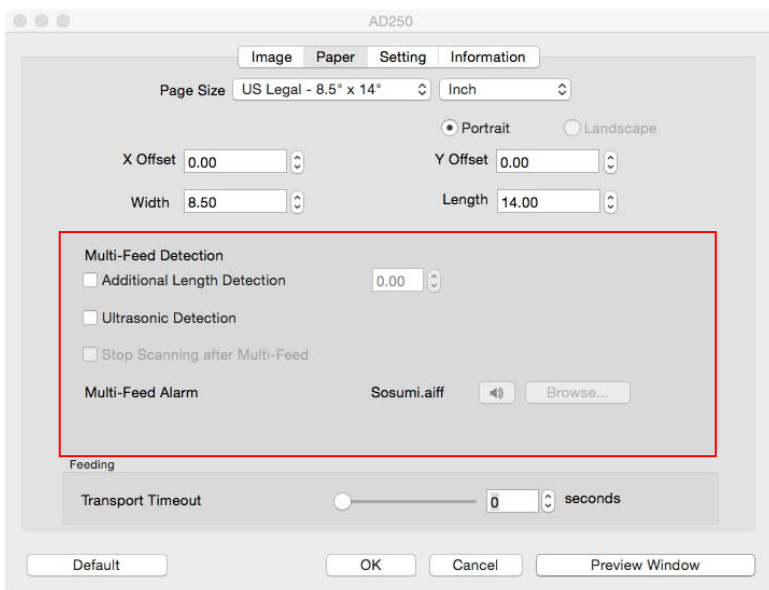 AD250
Image Paper Setting Information
Page Size US Legal - 8.5" x 14" Inch
Portrait Landscape
X Offset 0.00 Y Offset 0.00
Width 8.50 Length 14.00
Multi-Feed Detection
Additional Length Detection 0.00
Ultrasonic Detection
Stop Scanning after Multi-Feed
Multi-Feed Alarm Sosumi.aiff Browse...
Feeding
Transport Timeout 0 seconds
Default OK Cancel Preview Window